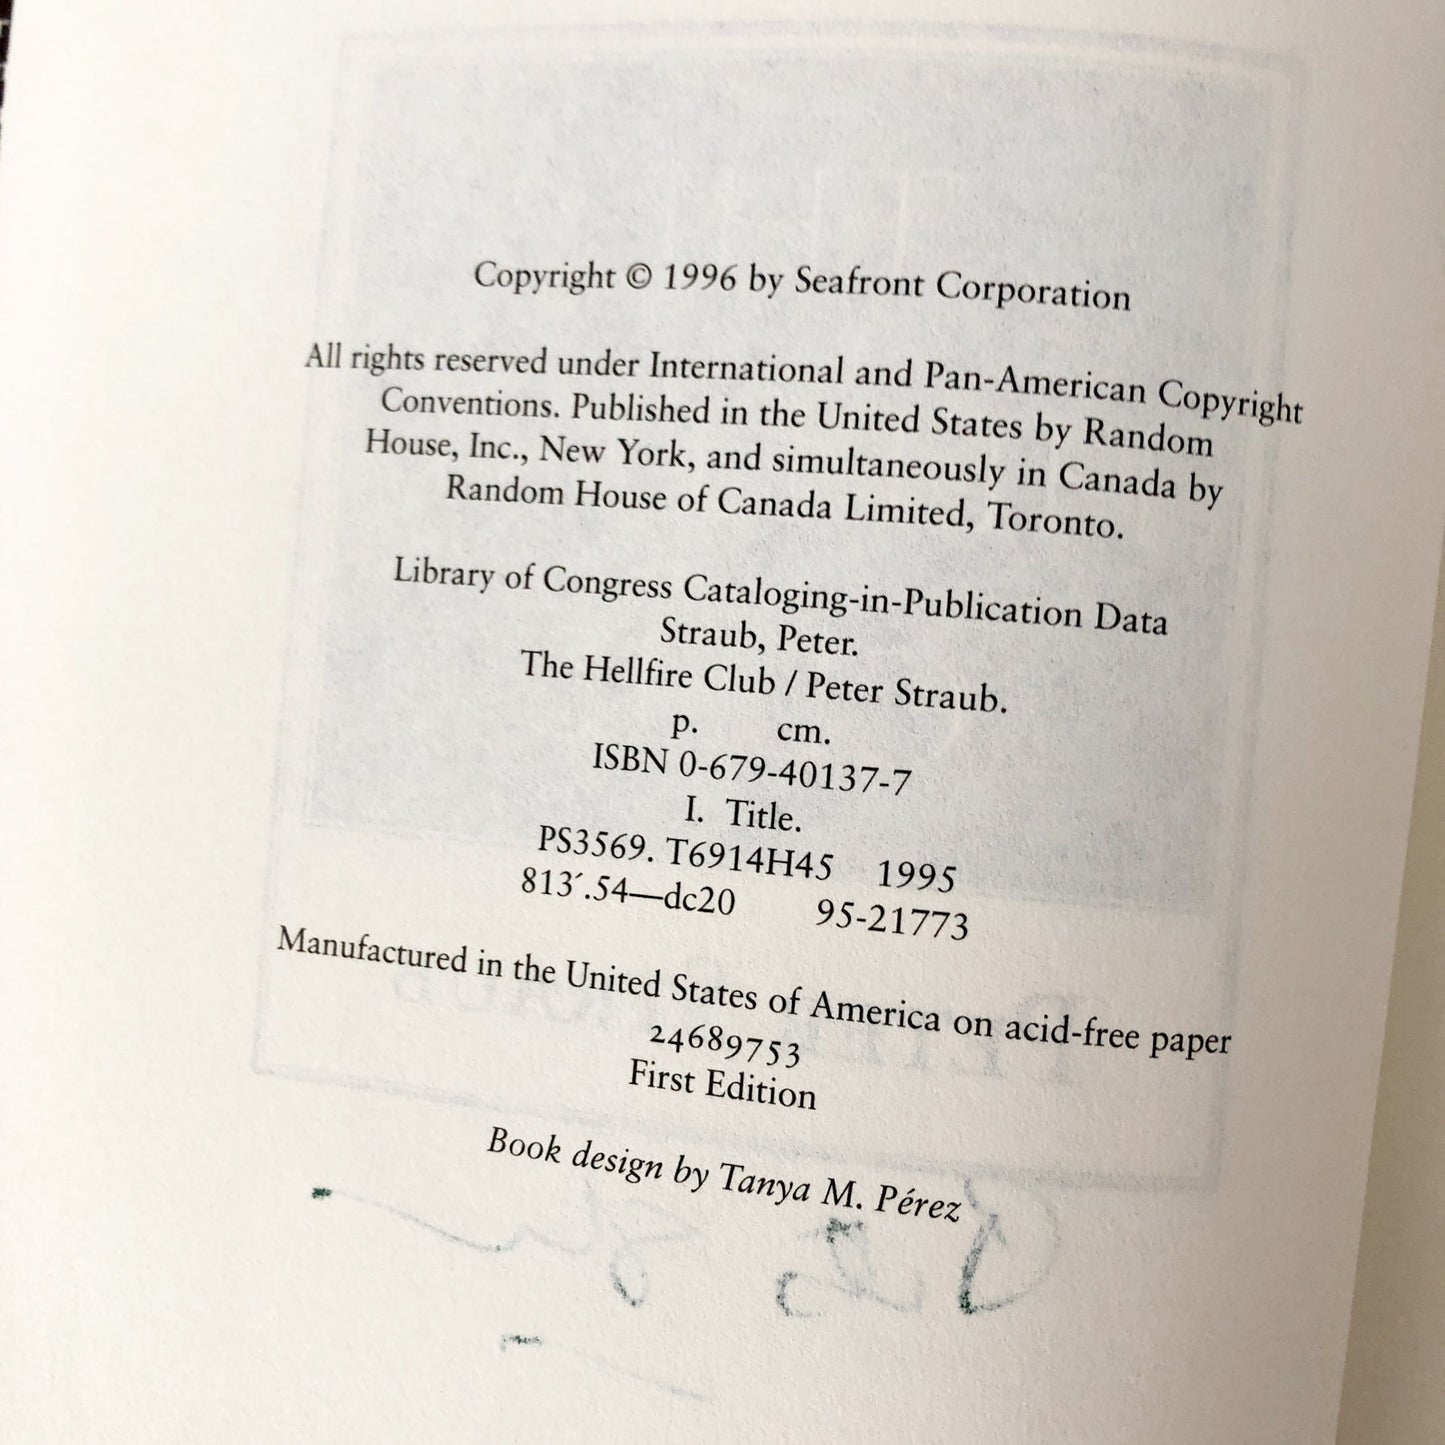 Copyright © 1996 by Seafront Corporation
All rights reserved under International and Pan-American Copyright
Conventions. Published in the United States by Random
House, Inc., New York, and simultaneously in Canada by
Random House of Canada Limited, Toronto.
Library of Congress Cataloging-in-Publication Data
Straub, Peter.
The Hellfire Club / Peter Straub.
p. cm.
ISBN 0-679-40137-7
I. Title.
PS3569. T6914H45 1995
813´.54—dc20 95-21773
Manufactured in the United States of America on acid-free paper
24689753
First Edition
Book design by Tanya M. Pérez